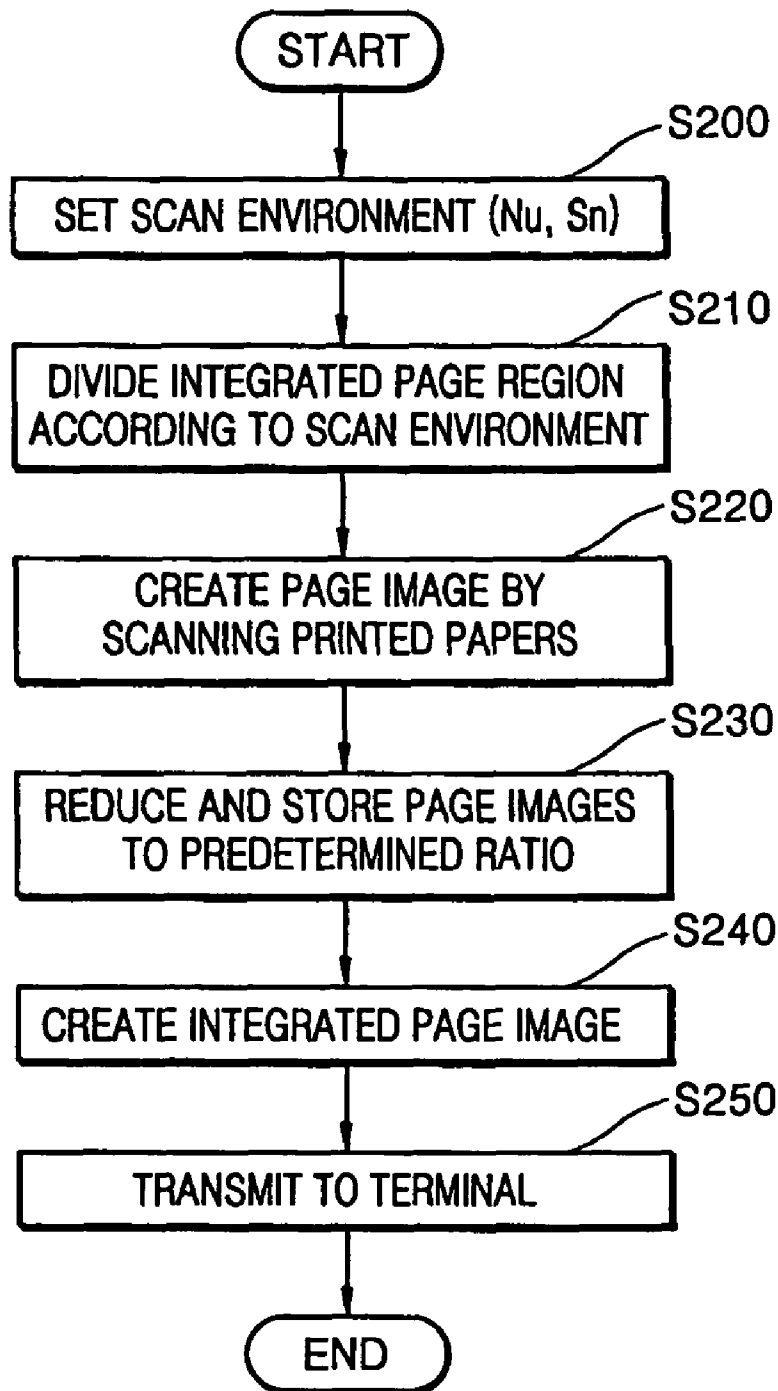 START
S200
SET SCAN ENVIRONMENT (Nu, Sn)
S210
DIVIDE INTEGRATED PAGE REGION
ACCORDING TO SCAN ENVIRONMENT
S220
CREATE PAGE IMAGE BY
SCANNING PRINTED PAPERS
S230
REDUCE AND STORE PAGE IMAGES
TO PREDETERMINED RATIO
S240
CREATE INTEGRATED PAGE IMAGE
S250
TRANSMIT TO TERMINAL
END